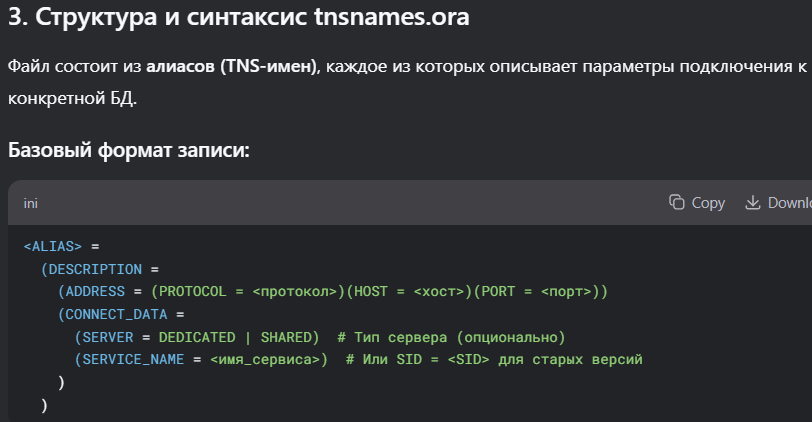 3. Структура и синтаксис tnsnames.ora
Файл состоит из алиасов (TNS-имен), каждое из которых описывает параметры подключения к
конкретной БД.
Базовый формат записи:
ini Copy
<ALIAS> =
  (DESCRIPTION =
    (ADDRESS = (PROTOCOL = <протокол>)(HOST = <хост>)(PORT = <порт>))
    (CONNECT_DATA =
      (SERVER = DEDICATED | SHARED)  # Тип сервера (опционально)
      (SERVICE_NAME = <имя_сервиса>)  # Или SID = <SID> для старых версий
    )
  )